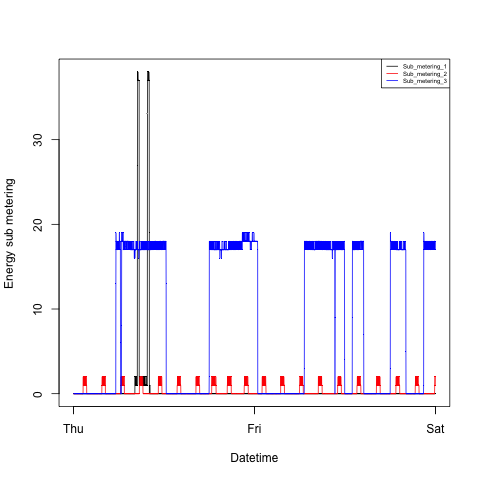 Sub_metering_1
Sub_metering_2
Sub_metering_3
Energy sub metering
30
20
10
0
Thu
Fri
Sat
Datetime